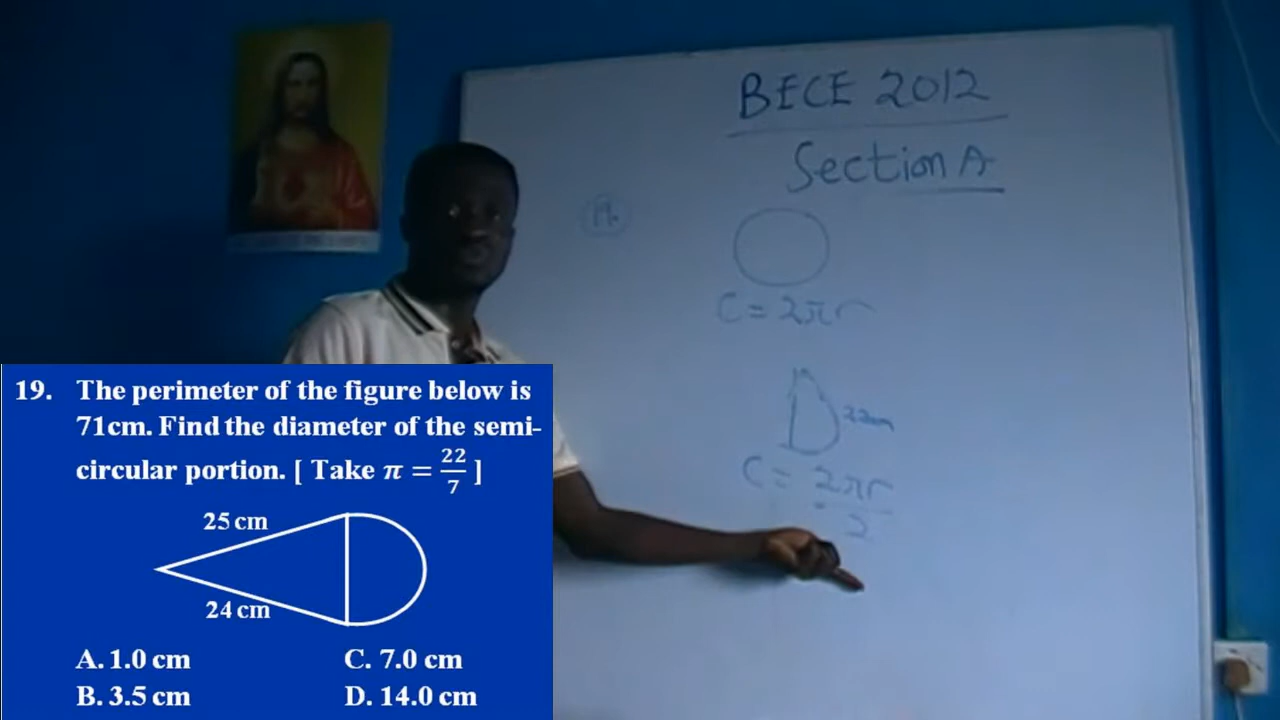 BECE 2012
Section A
19.
C = 2πr
22cm
C = 2πr
2
19. The perimeter of the figure below is
71cm. Find the diameter of the semi-
circular portion. [ Take π = 22/7 ]
25 cm
24 cm
A. 1.0 cm
C. 7.0 cm
B. 3.5 cm
D. 14.0 cm